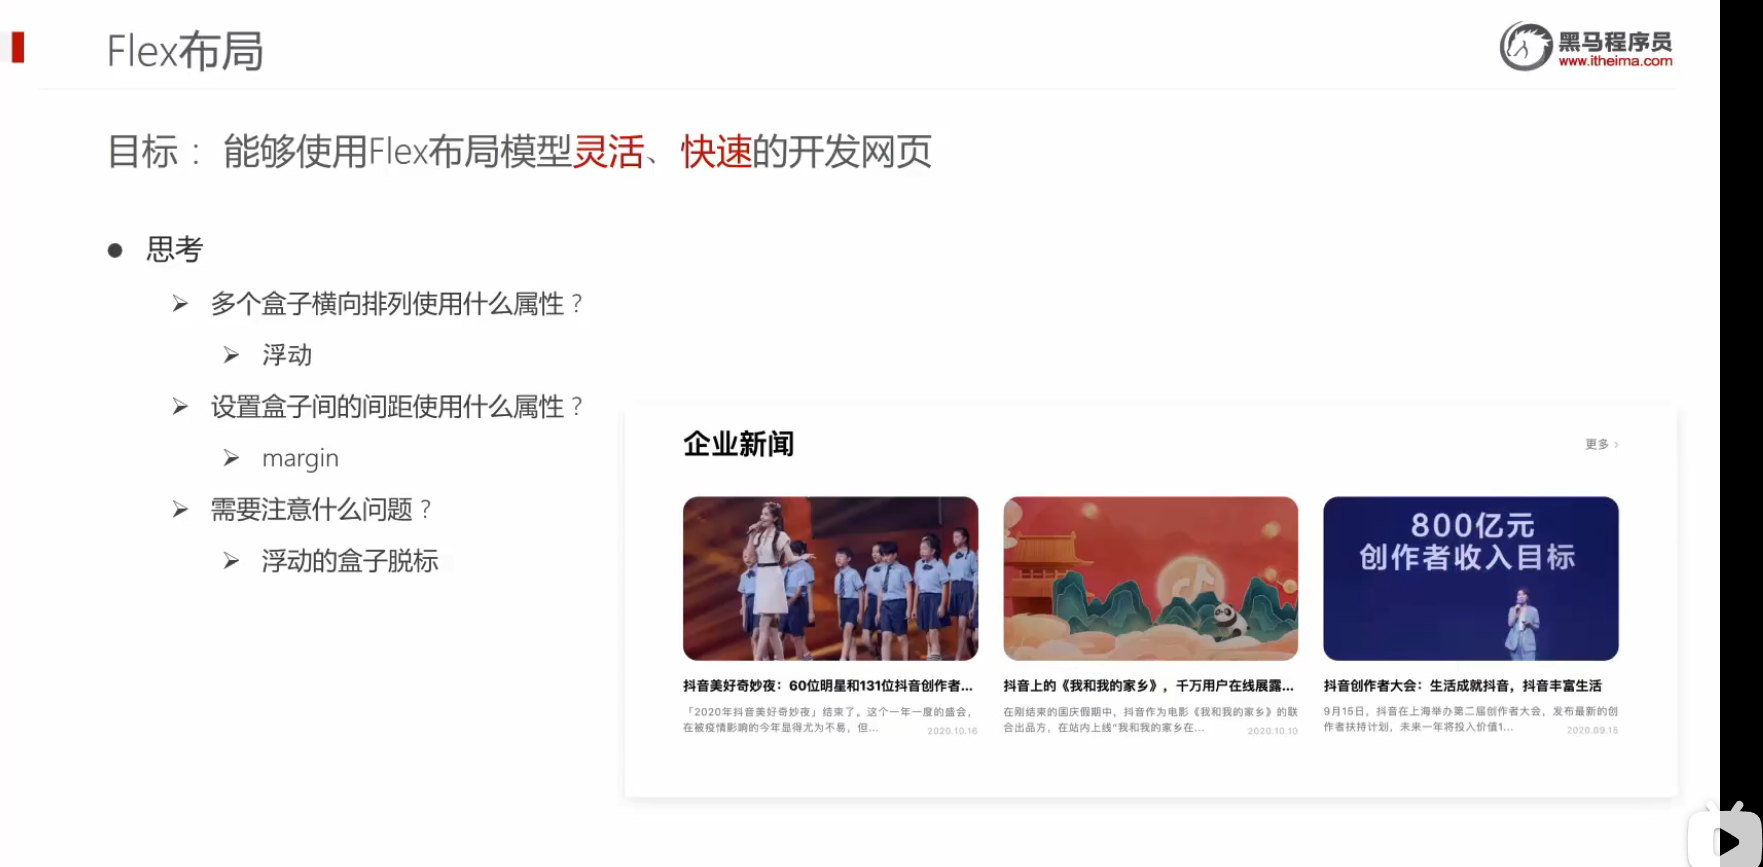 Flex布局
黑马程序员
www.itheima.com
目标：能够使用Flex布局模型灵活、快速的开发网页
思考
多个盒子横向排列使用什么属性？
浮动
设置盒子间的间距使用什么属性？
margin
需要注意什么问题？
浮动的盒子脱标
企业新闻
更多
800亿元
创作者收入目标
抖音美好奇妙夜：60位明星和131位抖音创作者...
「2020年抖音美好奇妙夜」结束了。这个一年一度的盛会，
在被疫情影响的今年显得尤为不易，但...
2020.10.16
抖音上的《我和我的家乡》，千万用户在线展露...
在刚结束的国庆假期中，抖音作为电影《我和我的家乡》的联
合出品方，在站内上线“我和我的家乡在...
2020.10.10
抖音创作者大会：生活成就抖音，抖音丰富生活
9月15日，抖音在上海举办第二届创作者大会，发布最新的创
作者扶持计划，未来一年将投入价值1...
2020.09.15